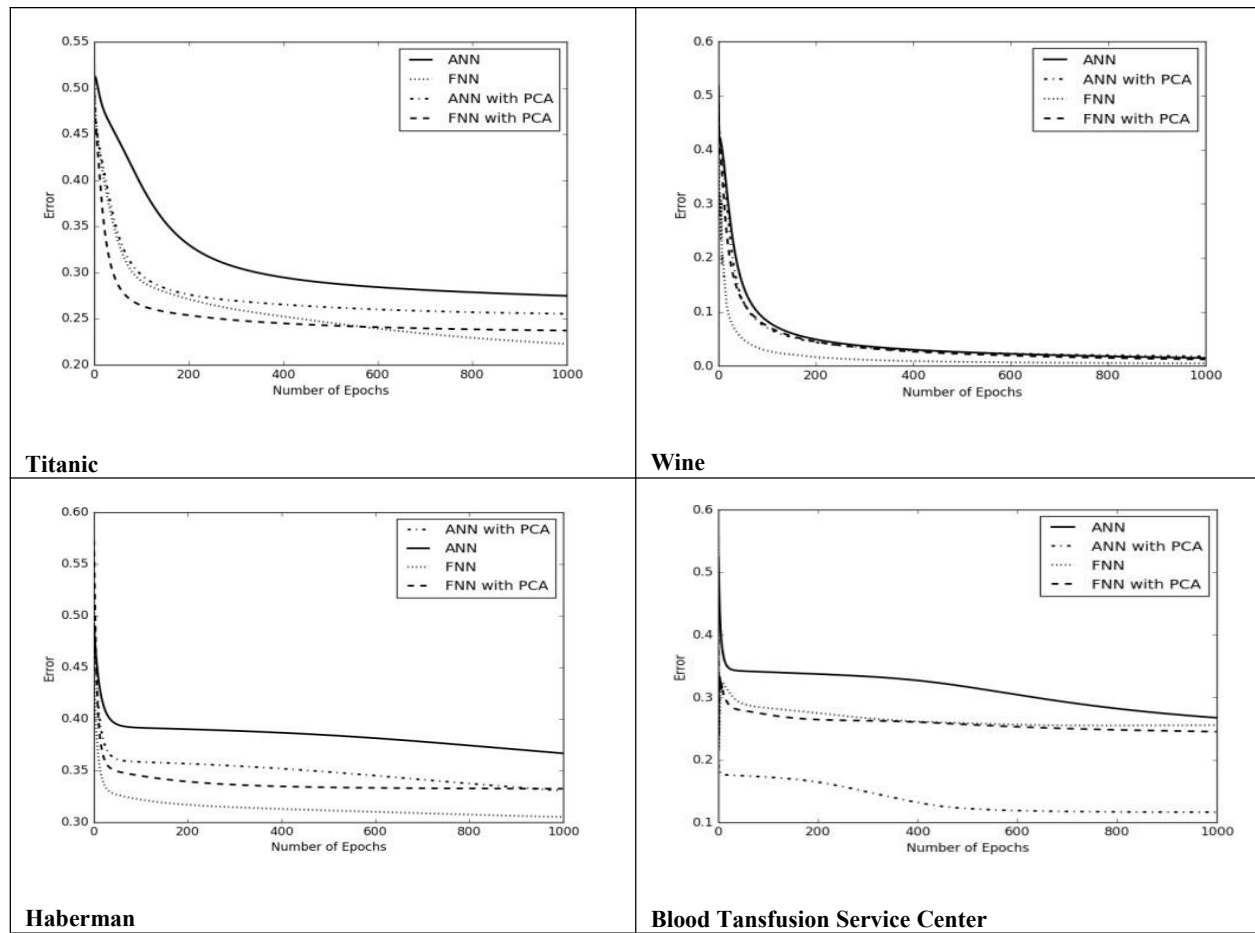 0.55
0.50
0.45
0.40
0.35
0.30
0.25
0.20
Error
ANN
FNN
ANN with PCA
FNN with PCA
0 200 400 600 800 1000
Number of Epochs
Titanic
0.6
0.5
0.4
0.3
0.2
0.1
0.0
Error
ANN
ANN with PCA
FNN
FNN with PCA
0 200 400 600 800 1000
Number of Epochs
Wine
0.60
0.55
0.50
0.45
0.40
0.35
0.30
Error
ANN with PCA
ANN
FNN
FNN with PCA
0 200 400 600 800 1000
Number of Epochs
Haberman
0.6
0.5
0.4
0.3
0.2
0.1
Error
ANN
ANN with PCA
FNN
FNN with PCA
0 200 400 600 800 1000
Number of Epochs
Blood Tansfusion Service Center